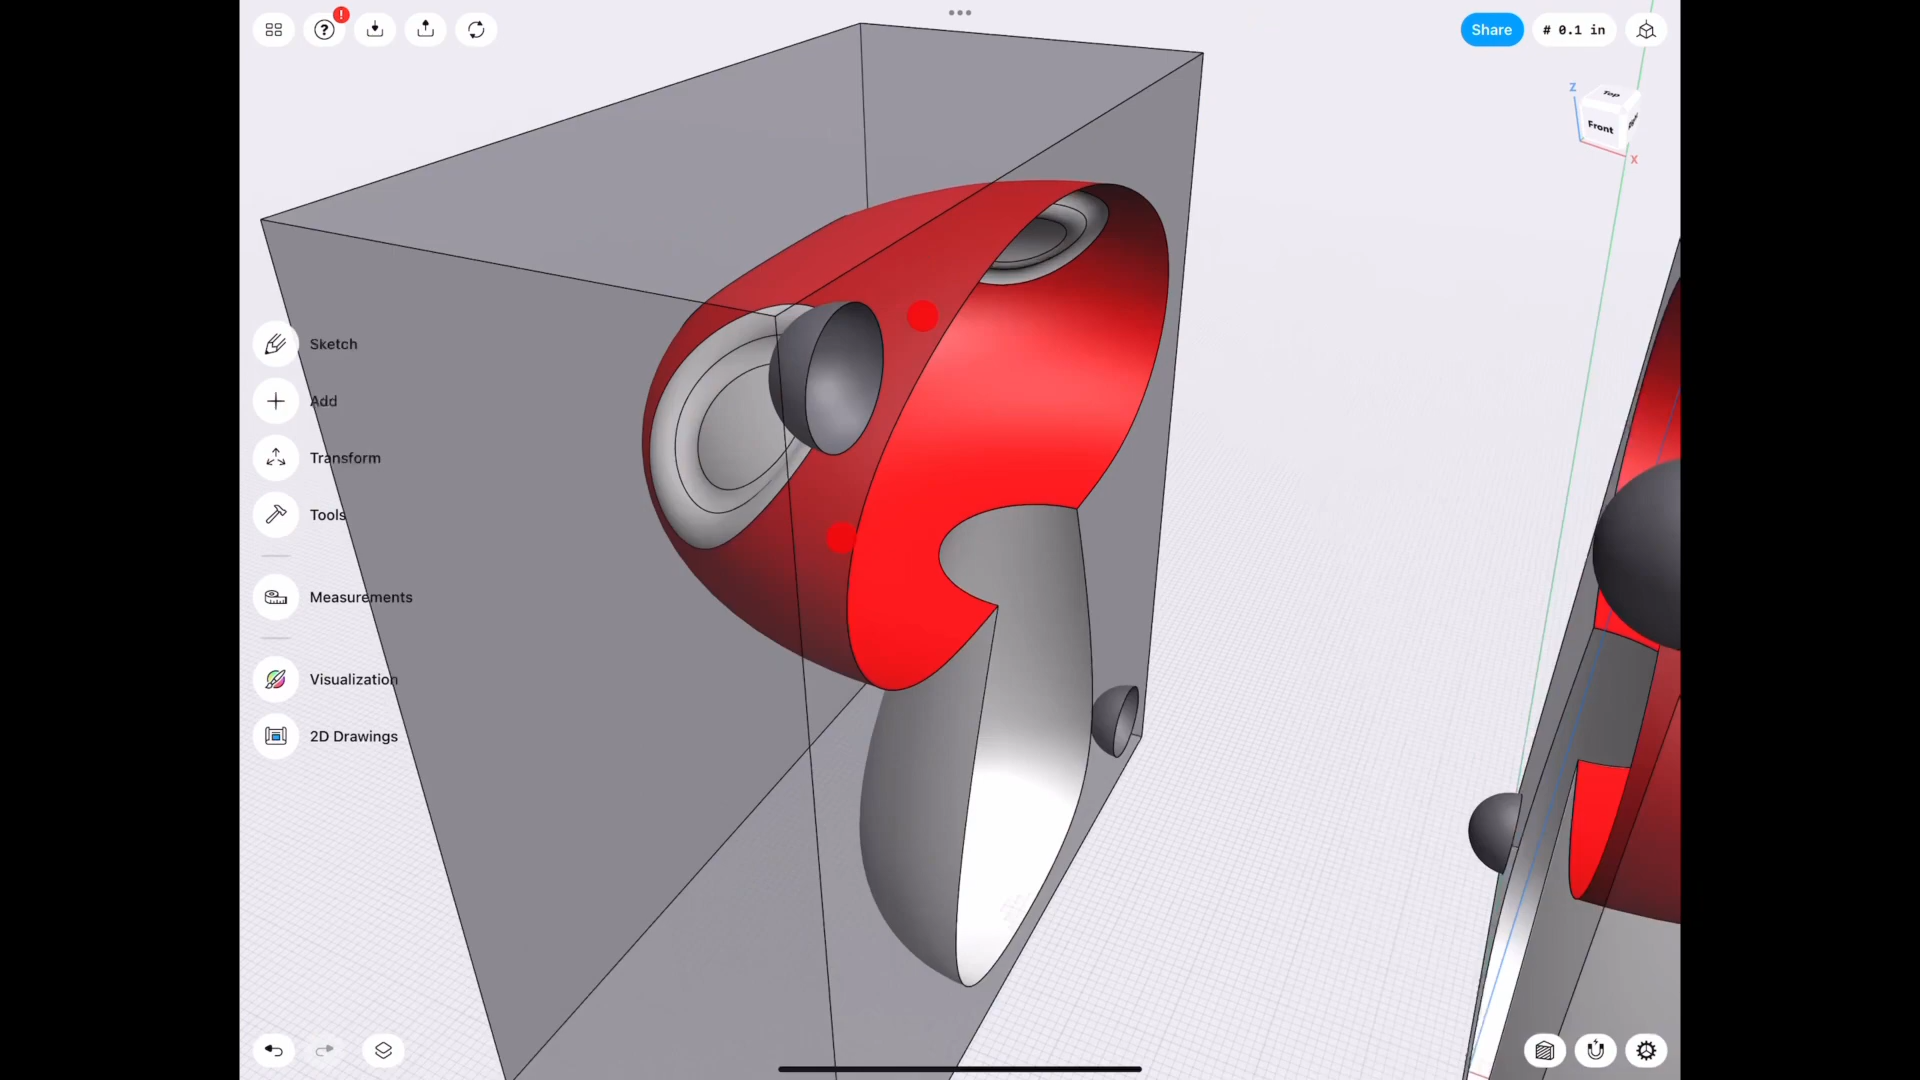 !
Share
# 0.1 in
Z
Top
Front
X
Sketch
Add
Transform
Tools
Measurements
Visualization
2D Drawings